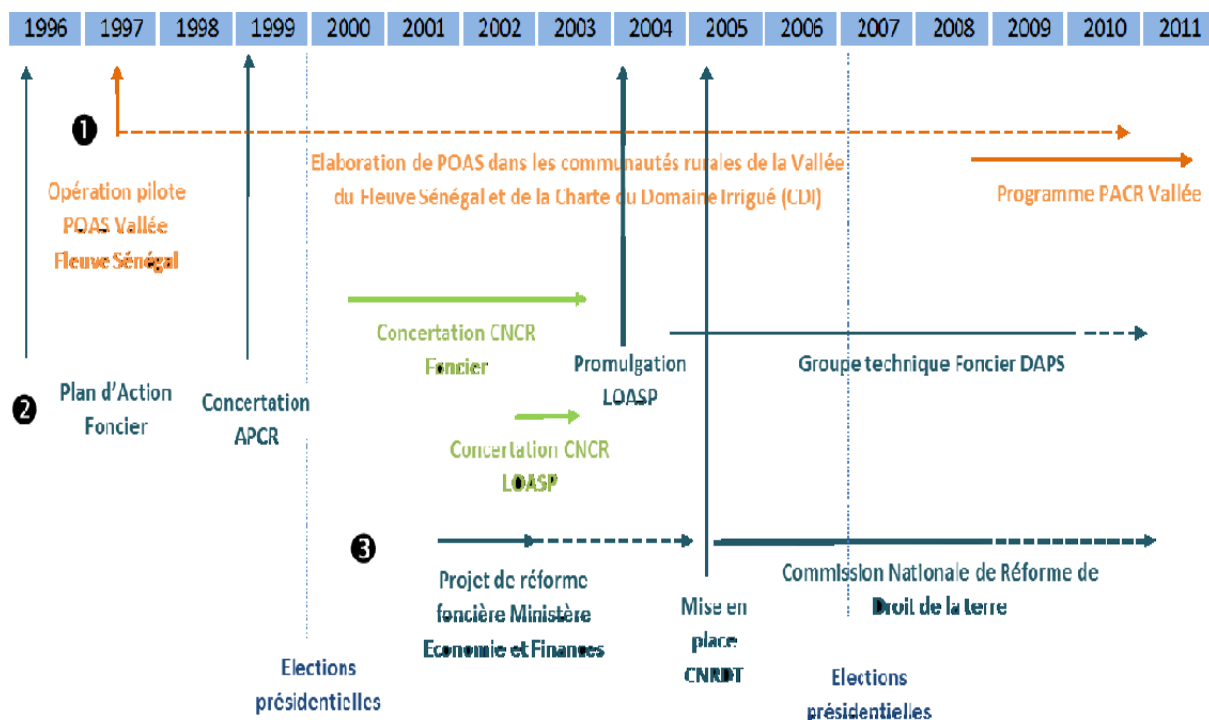 1996 1997 1998 1999 2000 2001 2002 2003 2004 2005 2006 2007 2008 2009 2010 2011
❶
Opération pilote
POAS Vallée
Fleuve Sénégal
Elaboration de POAS dans les communautés rurales de la Vallée
du Fleuve Sénégal et de la Charte du Domaine Irrigué (CDI)
Programme PACR Vallée
Concertation CNCR
Foncier
Promulgation
LOASP
Groupe technique Foncier DAPS
❷
Plan d'Action
Foncier
Concertation
APCR
Concertation CNCR
LOASP
❸
Projet de réforme
foncière Ministère
Economie et Finances
Mise en
place
CNRDT
Commission Nationale de Réforme de
Droit de la terre
Elections
présidentielles
Elections
présidentielles